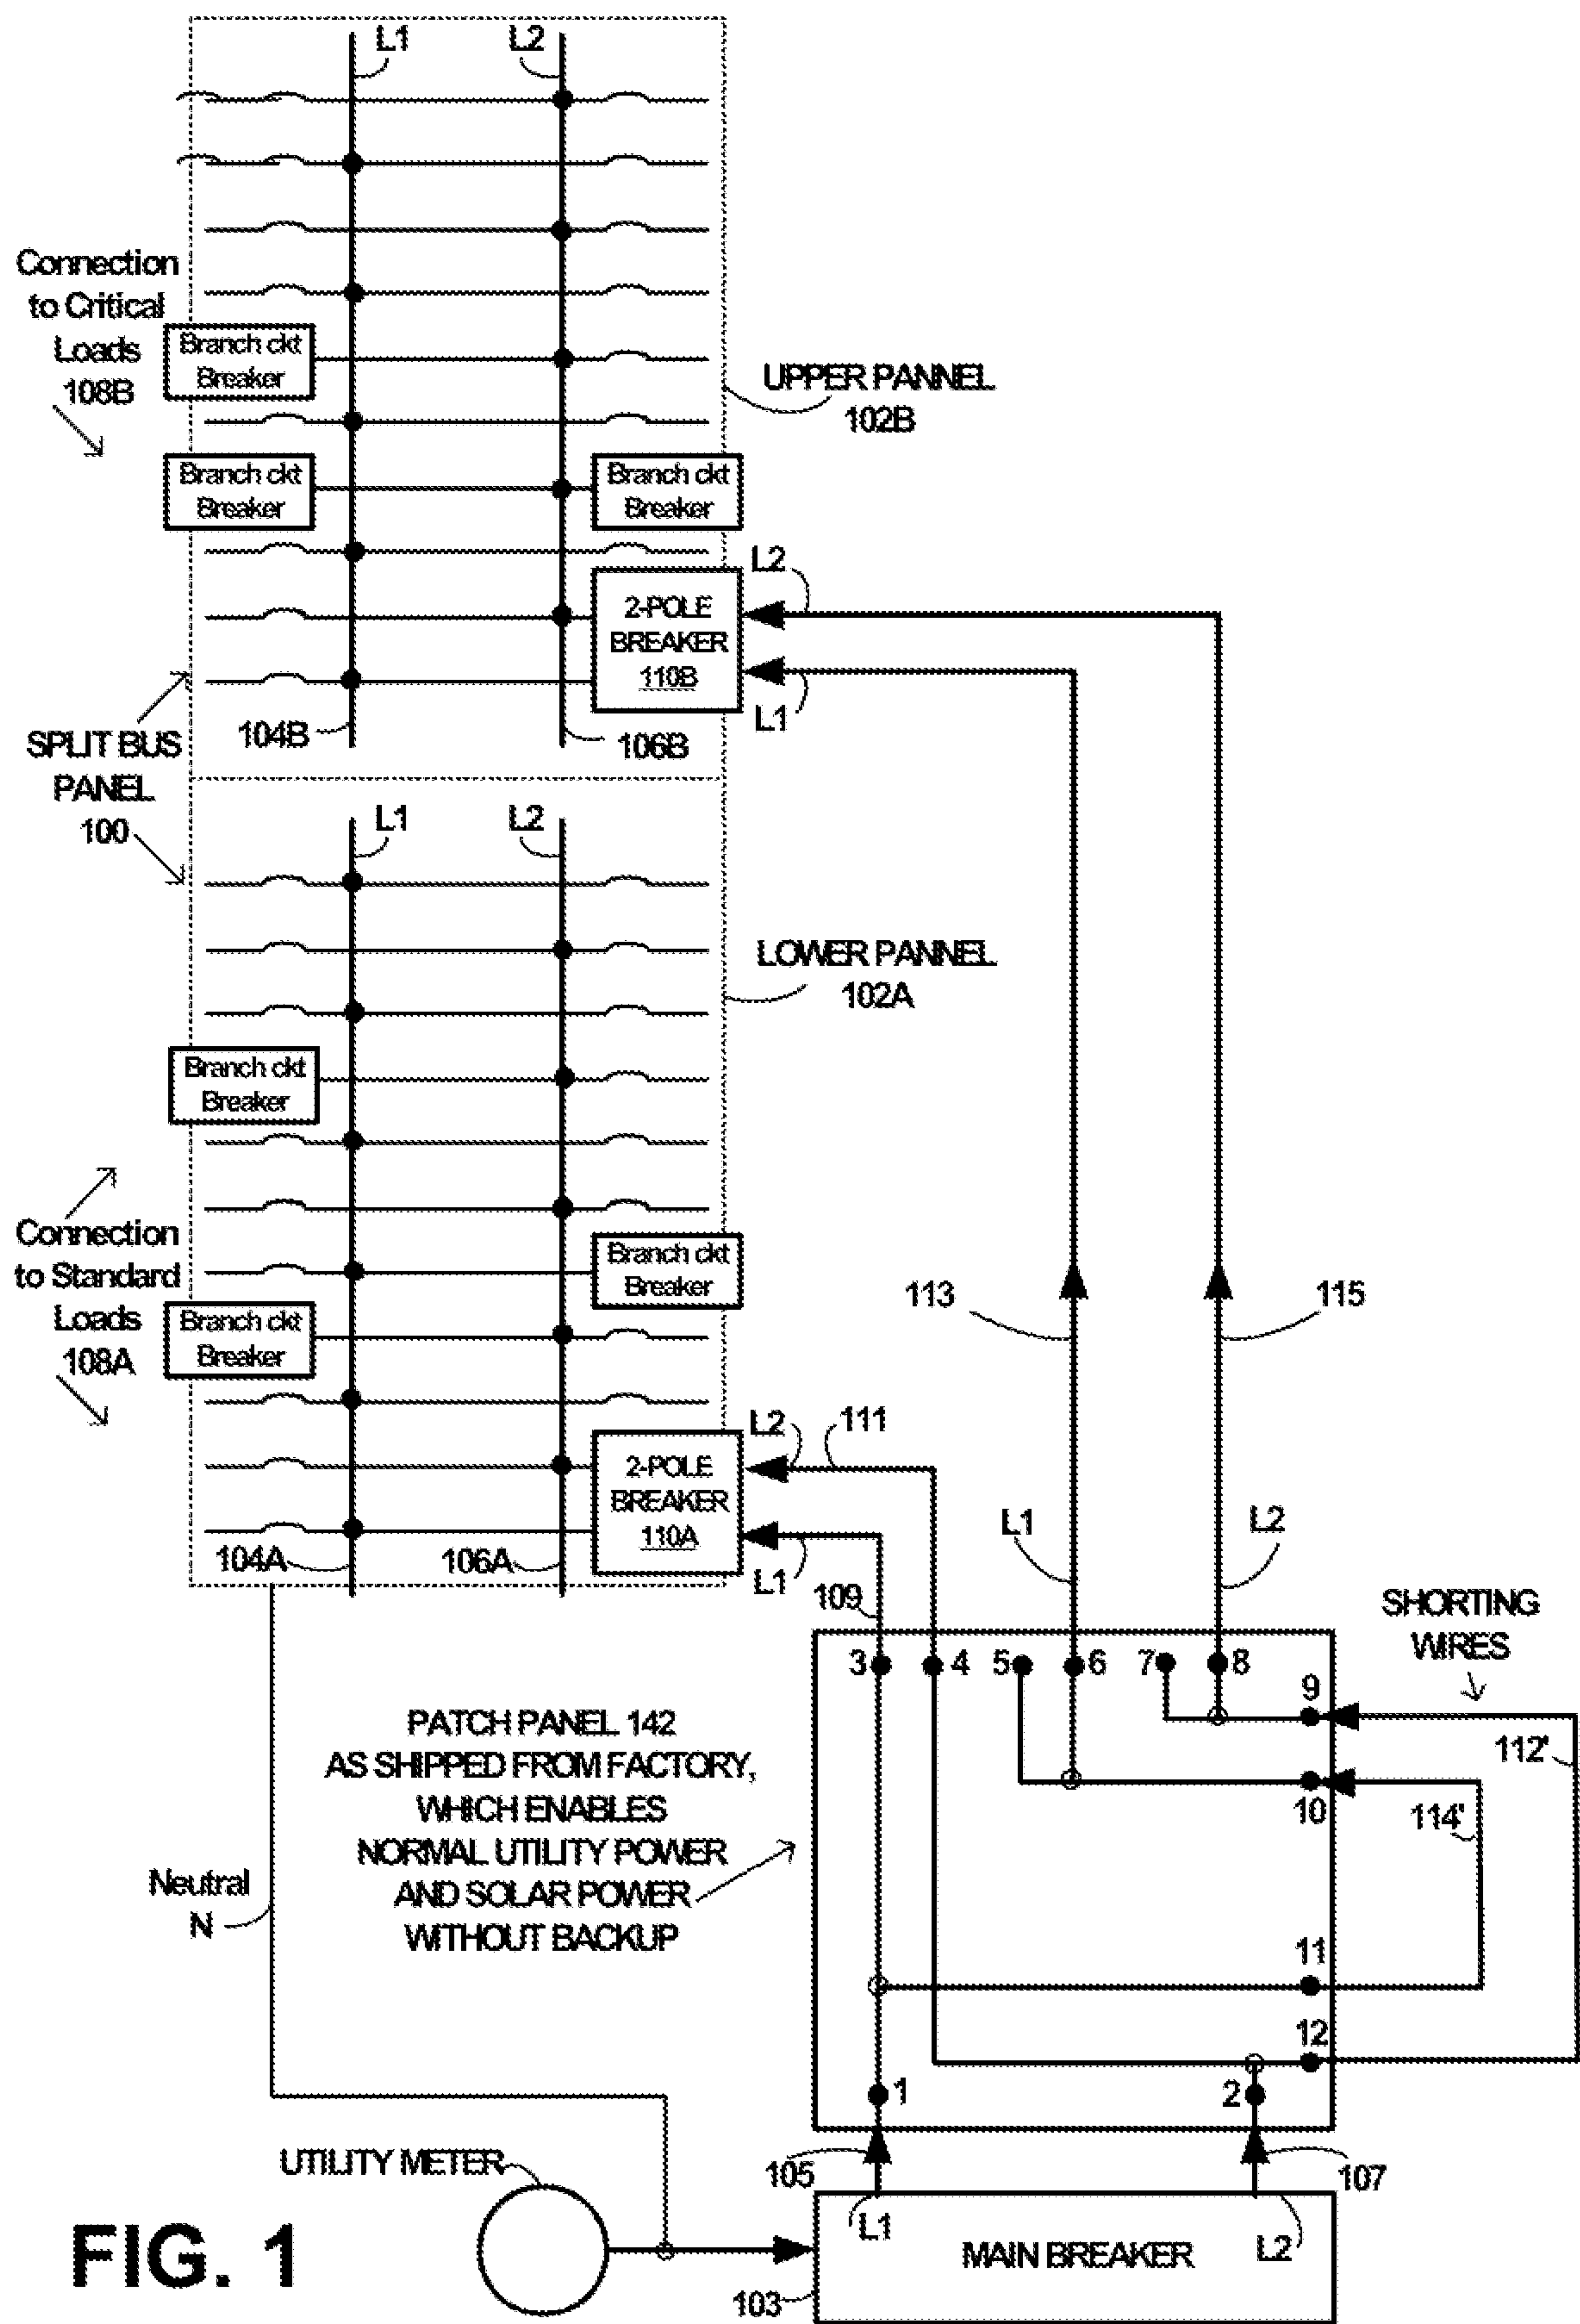 L1
L2
Connection
to Critical
Loads
108B
Branch ckt
Breaker
UPPER PANNEL
102B
Branch ckt
Breaker
Branch ckt
Breaker
L2
2-POLE
BREAKER
110B
L1
104B
106B
SPLIT BUS
PANEL
100
L1
L2
LOWER PANNEL
102A
Branch ckt
Breaker
Connection
to Standard
Loads
108A
Branch ckt
Breaker
Branch ckt
Breaker
113
115
L2
111
2-POLE
BREAKER
110A
L1
L1
L2
104A
106A
109
SHORTING
WIRES
3
4
5
6
7
8
9
112'
10
114'
PATCH PANEL 142
AS SHIPPED FROM FACTORY,
WHICH ENABLES
NORMAL UTILITY POWER
AND SOLAR POWER
WITHOUT BACKUP
Neutral
N
11
12
1
2
UTILITY METER
105
107
L1
L2
MAIN BREAKER
103
FIG. 1